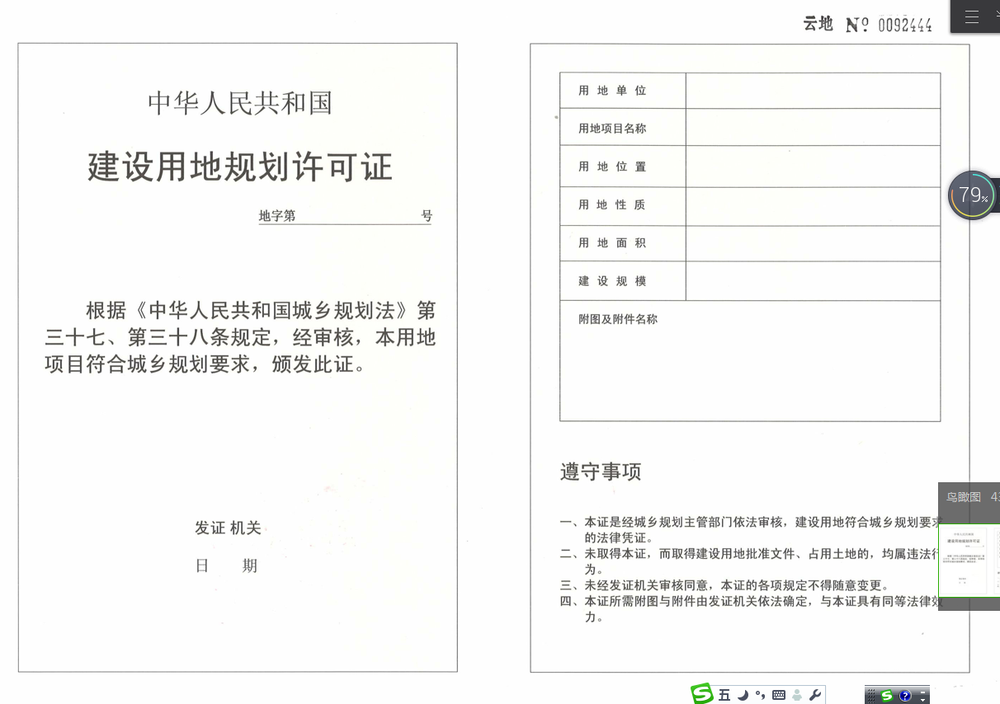 云地 Nº 0092444
中华人民共和国
建设用地规划许可证
地字第 号
根据《中华人民共和国城乡规划法》第
三十七、第三十八条规定，经审核，本用地
项目符合城乡规划要求，颁发此证。
发证机关
日 期
用地单位
用地项目名称
用地位置
用地性质
用地面积
建设规模
附图及附件名称
遵守事项
一、本证是经城乡规划主管部门依法审核，建设用地符合城乡规划要求
的法律凭证。
二、未取得本证，而取得建设用地批准文件、占用土地的，均属违法行
为。
三、未经发证机关审核同意，本证的各项规定不得随意变更。
四、本证所需附图与附件由发证机关依法确定，与本证具有同等法律效
力。
79%
鸟瞰图 43
五